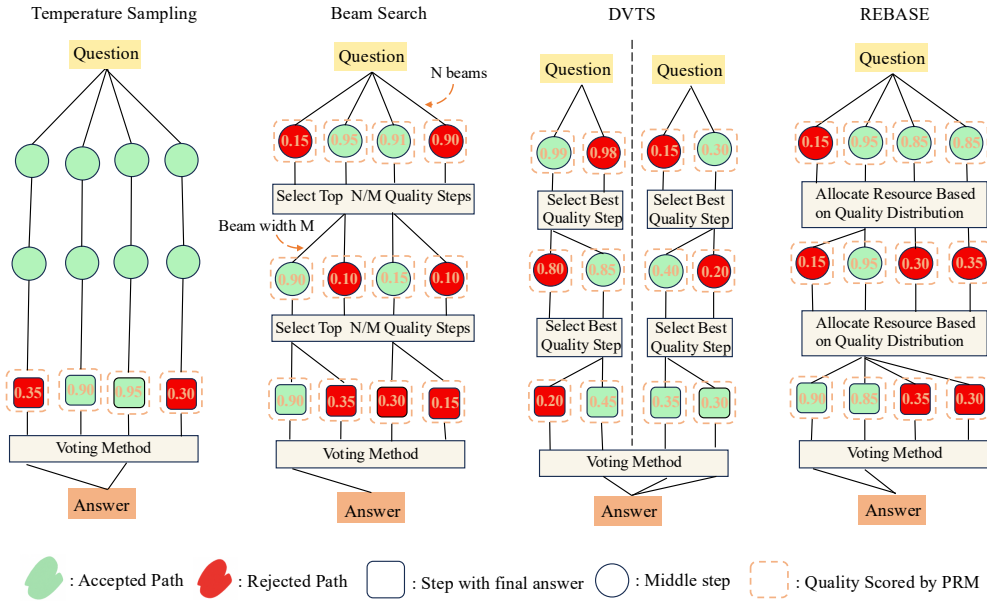 Temperature Sampling
Beam Search
DVTS
REBASE
Question
Question
Question
Question
Question
N beams
0.15
0.95
0.91
0.90
0.99
0.98
0.15
0.30
0.15
0.95
0.85
0.85
Select Top N/M Quality Steps
Select Best
Quality Step
Select Best
Quality Step
Allocate Resource Based
on Quality Distribution
Beam width M
0.90
0.10
0.15
0.10
0.80
0.85
0.40
0.20
0.15
0.95
0.30
0.35
Select Top N/M Quality Steps
Select Best
Quality Step
Select Best
Quality Step
Allocate Resource Based
on Quality Distribution
0.35
0.90
0.95
0.30
0.90
0.35
0.30
0.15
0.20
0.45
0.35
0.30
0.90
0.85
0.35
0.30
Voting Method
Voting Method
Voting Method
Voting Method
Answer
Answer
Answer
Answer
: Accepted Path
: Rejected Path
: Step with final answer
: Middle step
: Quality Scored by PRM